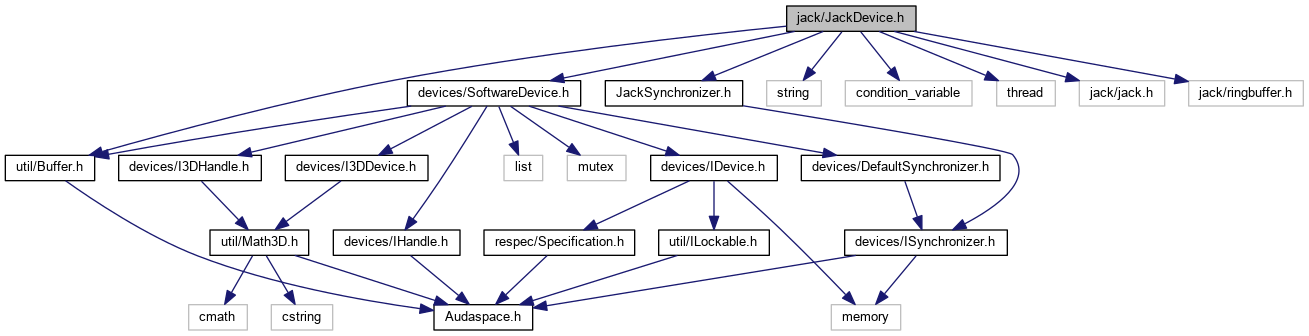 jack/JackDevice.h
devices/SoftwareDevice.h
JackSynchronizer.h
string
condition_variable
thread
jack/jack.h
jack/ringbuffer.h
util/Buffer.h
devices/I3DHandle.h
devices/I3DDevice.h
list
mutex
devices/IDevice.h
devices/DefaultSynchronizer.h
util/Math3D.h
devices/IHandle.h
respec/Specification.h
util/ILockable.h
devices/ISynchronizer.h
cmath
cstring
Audaspace.h
memory